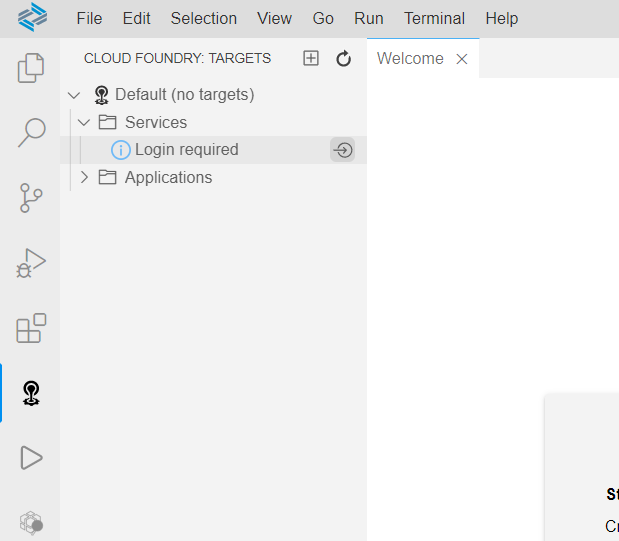 File Edit Selection View Go Run Terminal Help
CLOUD FOUNDRY: TARGETS
Welcome
Default (no targets)
Services
Login required
Applications